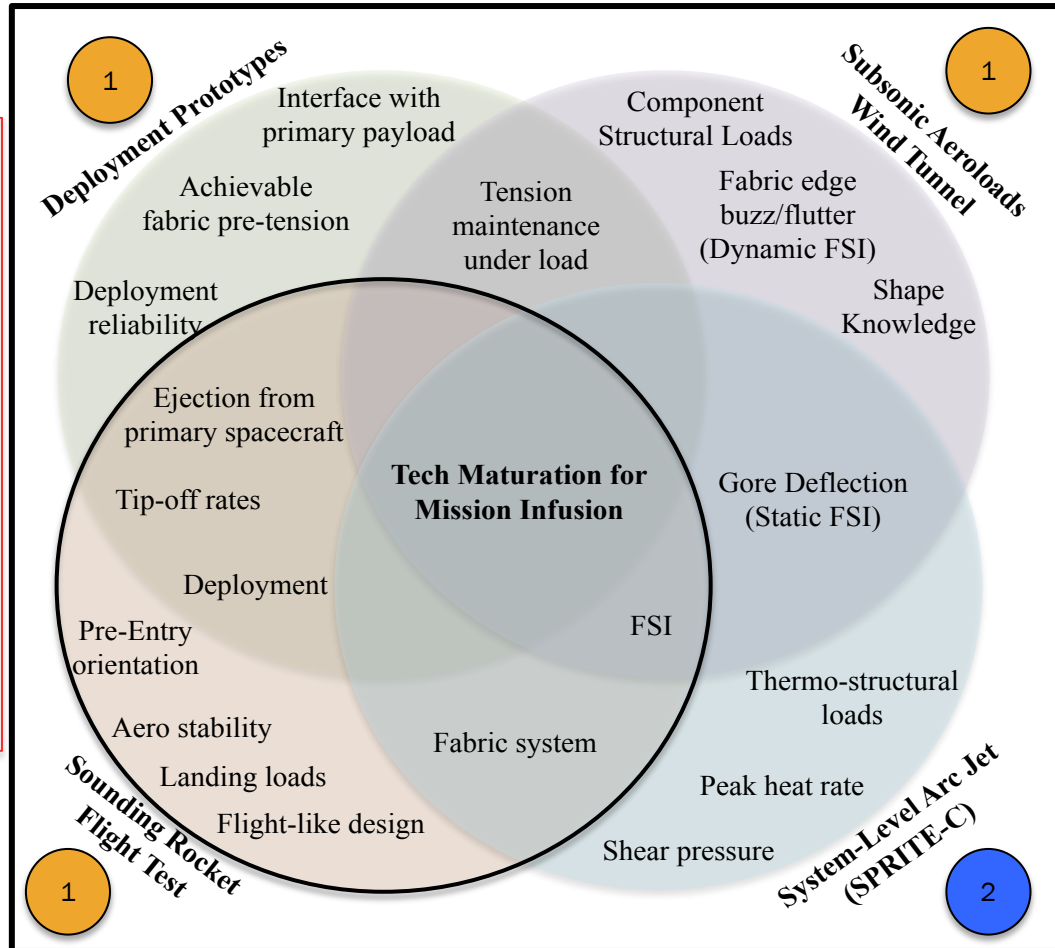 1
1
Deployment Prototypes
Interface with
primary payload
Component
Structural Loads
Subsonic Aeroloads
Wind Tunnel
Achievable
fabric pre-tension
Tension
maintenance
under load
Fabric edge
buzz/flutter
(Dynamic FSI)
Deployment
reliability
Shape
Knowledge
Ejection from
primary spacecraft
Tech Maturation for
Mission Infusion
Gore Deflection
(Static FSI)
Tip-off rates
Deployment
FSI
Pre-Entry
orientation
Thermo-structural
loads
Aero stability
Fabric system
Landing loads
Peak heat rate
Flight-like design
Shear pressure
Sounding Rocket
Flight Test
System-Level Arc Jet
(SPRITE-C)
1
2